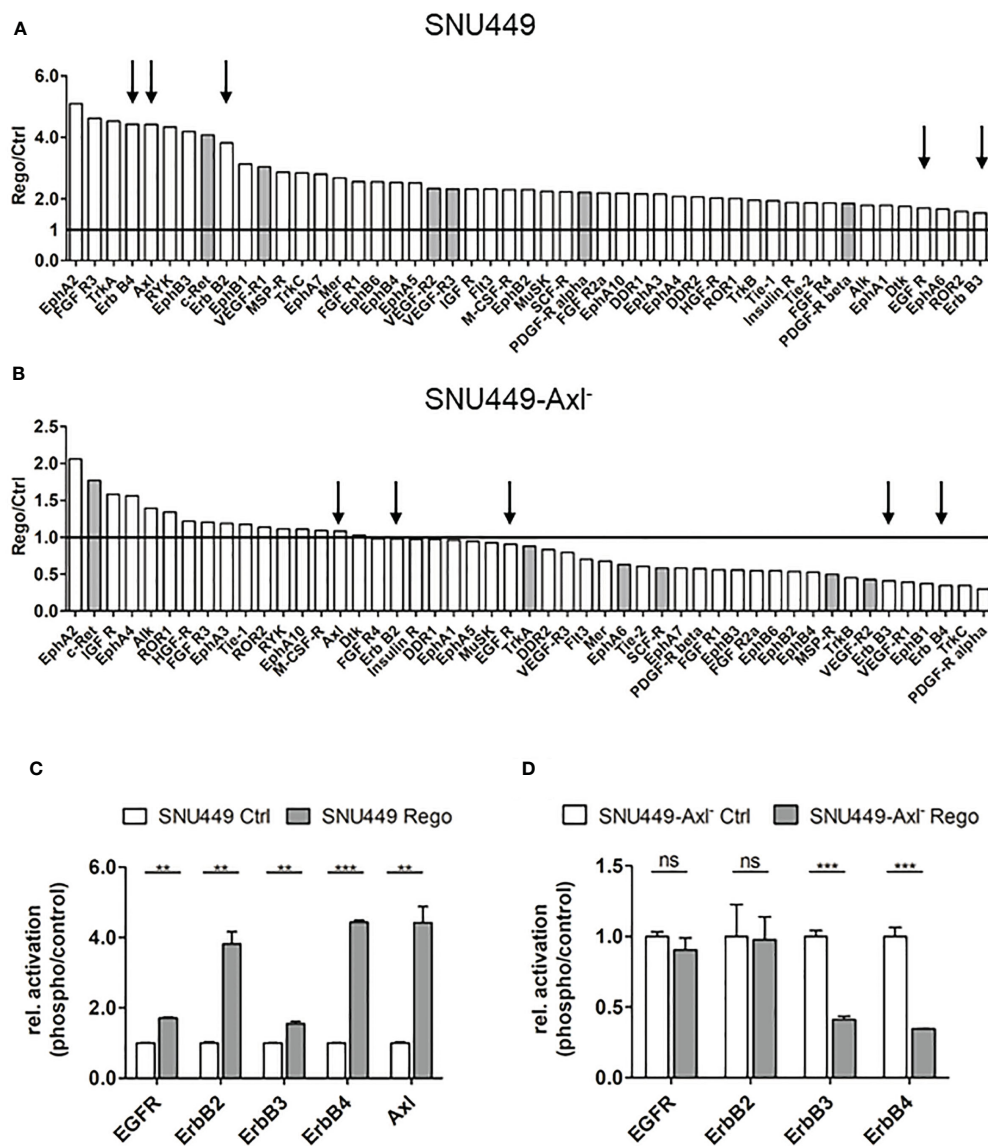 A
SNU449
Rego/Ctrl
6.0
4.0
2.0
1
0.0
EphA2
FGF R3
TrkA
Erb B4
Axl
RYK
EphB3
c-Ret
Erb B2
EphB1
VEGF-R1
MSP-R
TrkC
EphA7
Mer
FGF R1
EphB6
EphB4
EphA5
VEGF-R2
VEGF-R3
IGF R
Flt3
M-CSF-R
EphB2
MuSK
SCF-R
PDGF-R alpha
FGF R2a
EphA10
DDR1
EphA3
EphA4
DDR2
HGF-R
ROR1
TrkB
Tie-1
Insulin R
Tie-2
FGF R4
PDGF-R beta
Alk
EphA1
Dtk
EGF R
EphA6
ROR2
Erb B3
B
SNU449-Axl-
Rego/Ctrl
2.5
2.0
1.5
1.0
0.5
0.0
EphA2
c-Ret
IGF R
EphA4
Alk
ROR1
HGF-R
FGF R3
EphA3
Tie-1
ROR2
RYK
EphA10
M-CSF-R
Axl
Dtk
FGF R4
Erb B2
Insulin R
DDR1
EphA1
EphA5
MuSK
EGF R
TrkA
DDR2
VEGF-R3
Flt3
Mer
EphA6
Tie-2
SCF-R
EphA7
PDGF-R beta
FGF R1
EphB3
FGF R2a
EphB6
EphB2
EphB4
MSP-R
TrkB
VEGF-R2
Erb B3
VEGF-R1
EphB1
Erb B4
TrkC
PDGF-R alpha
C
SNU449 Ctrl
SNU449 Rego
rel. activation
(phospho/control)
6.0
4.0
2.0
0.0
**
**
**
***
**
EGFR
ErbB2
ErbB3
ErbB4
Axl
D
SNU449-Axl- Ctrl
SNU449-Axl- Rego
rel. activation
(phospho/control)
1.5
1.0
0.5
0.0
ns
ns
***
***
EGFR
ErbB2
ErbB3
ErbB4